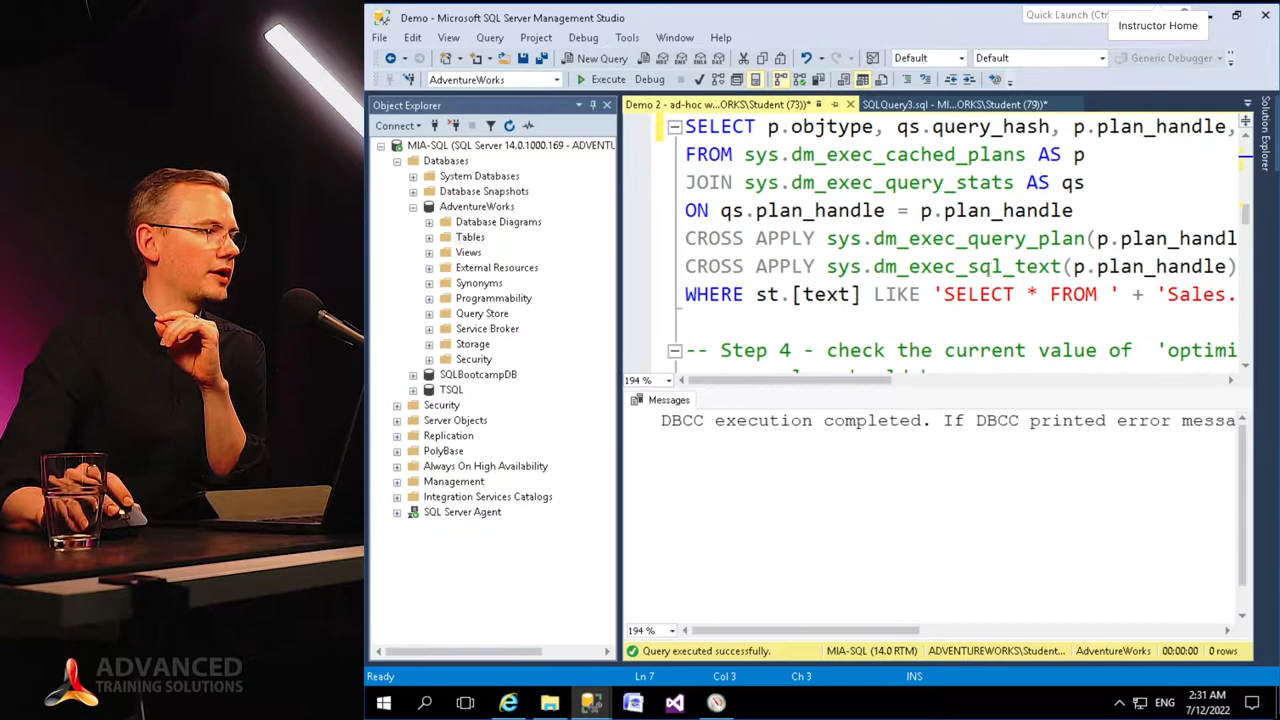 Demo - Microsoft SQL Server Management Studio
Quick Launch (Ctr
Instructor Home
File Edit View Query Project Debug Tools Window Help
New Query
Default
Default
Generic Debugger
AdventureWorks
Execute Debug
Object Explorer
Demo 2 - ad-hoc w...ORKS\Student (73))*
SQLQuery3.sql - M...ORKS\Student (79))*
Solution Explorer
Connect
MIA-SQL (SQL Server 14.0.1000.169 - ADVENTU
Databases
System Databases
Database Snapshots
AdventureWorks
Database Diagrams
Tables
Views
External Resources
Synonyms
Programmability
Query Store
Service Broker
Storage
Security
SQLBootcampDB
TSQL
Security
Server Objects
Replication
PolyBase
Always On High Availability
Management
Integration Services Catalogs
SQL Server Agent
SELECT p.objtype, qs.query_hash, p.plan_handle,
FROM sys.dm_exec_cached_plans AS p
JOIN sys.dm_exec_query_stats AS qs
ON qs.plan_handle = p.plan_handle
CROSS APPLY sys.dm_exec_query_plan(p.plan_handl
CROSS APPLY sys.dm_exec_sql_text(p.plan_handle)
WHERE st.[text] LIKE 'SELECT * FROM ' + 'Sales.
-- Step 4 - check the current value of 'optimi
194 %
Messages
DBCC execution completed. If DBCC printed error messa
194 %
Query executed successfully.
MIA-SQL (14.0 RTM)
ADVENTUREWORKS\Student...
AdventureWorks
00:00:00
0 rows
Ready
Ln 7
Col 3
Ch 3
INS
ENG
2:31 AM
7/12/2022
ADVANCED
TRAINING SOLUTIONS